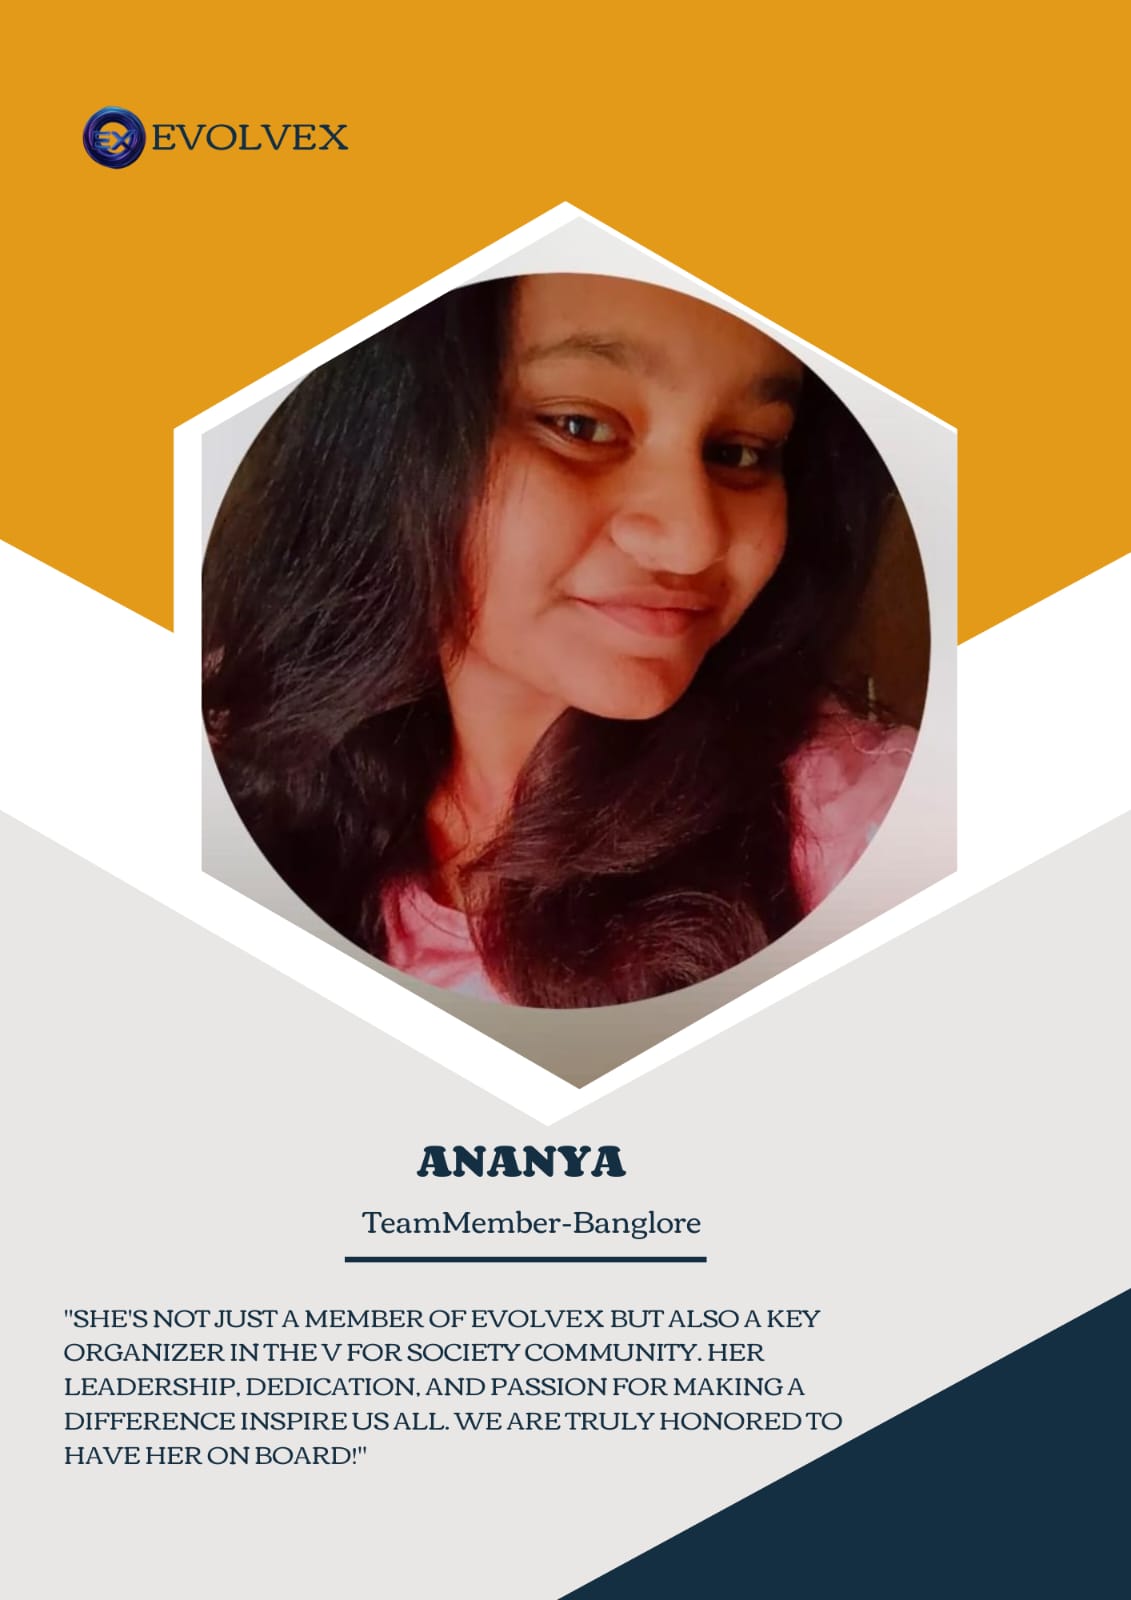 EX EVOLVEX
ANANYA
TeamMember-Banglore
"SHE'S NOT JUST A MEMBER OF EVOLVEX BUT ALSO A KEY
ORGANIZER IN THE V FOR SOCIETY COMMUNITY. HER
LEADERSHIP, DEDICATION, AND PASSION FOR MAKING A
DIFFERENCE INSPIRE US ALL. WE ARE TRULY HONORED TO
HAVE HER ON BOARD!"